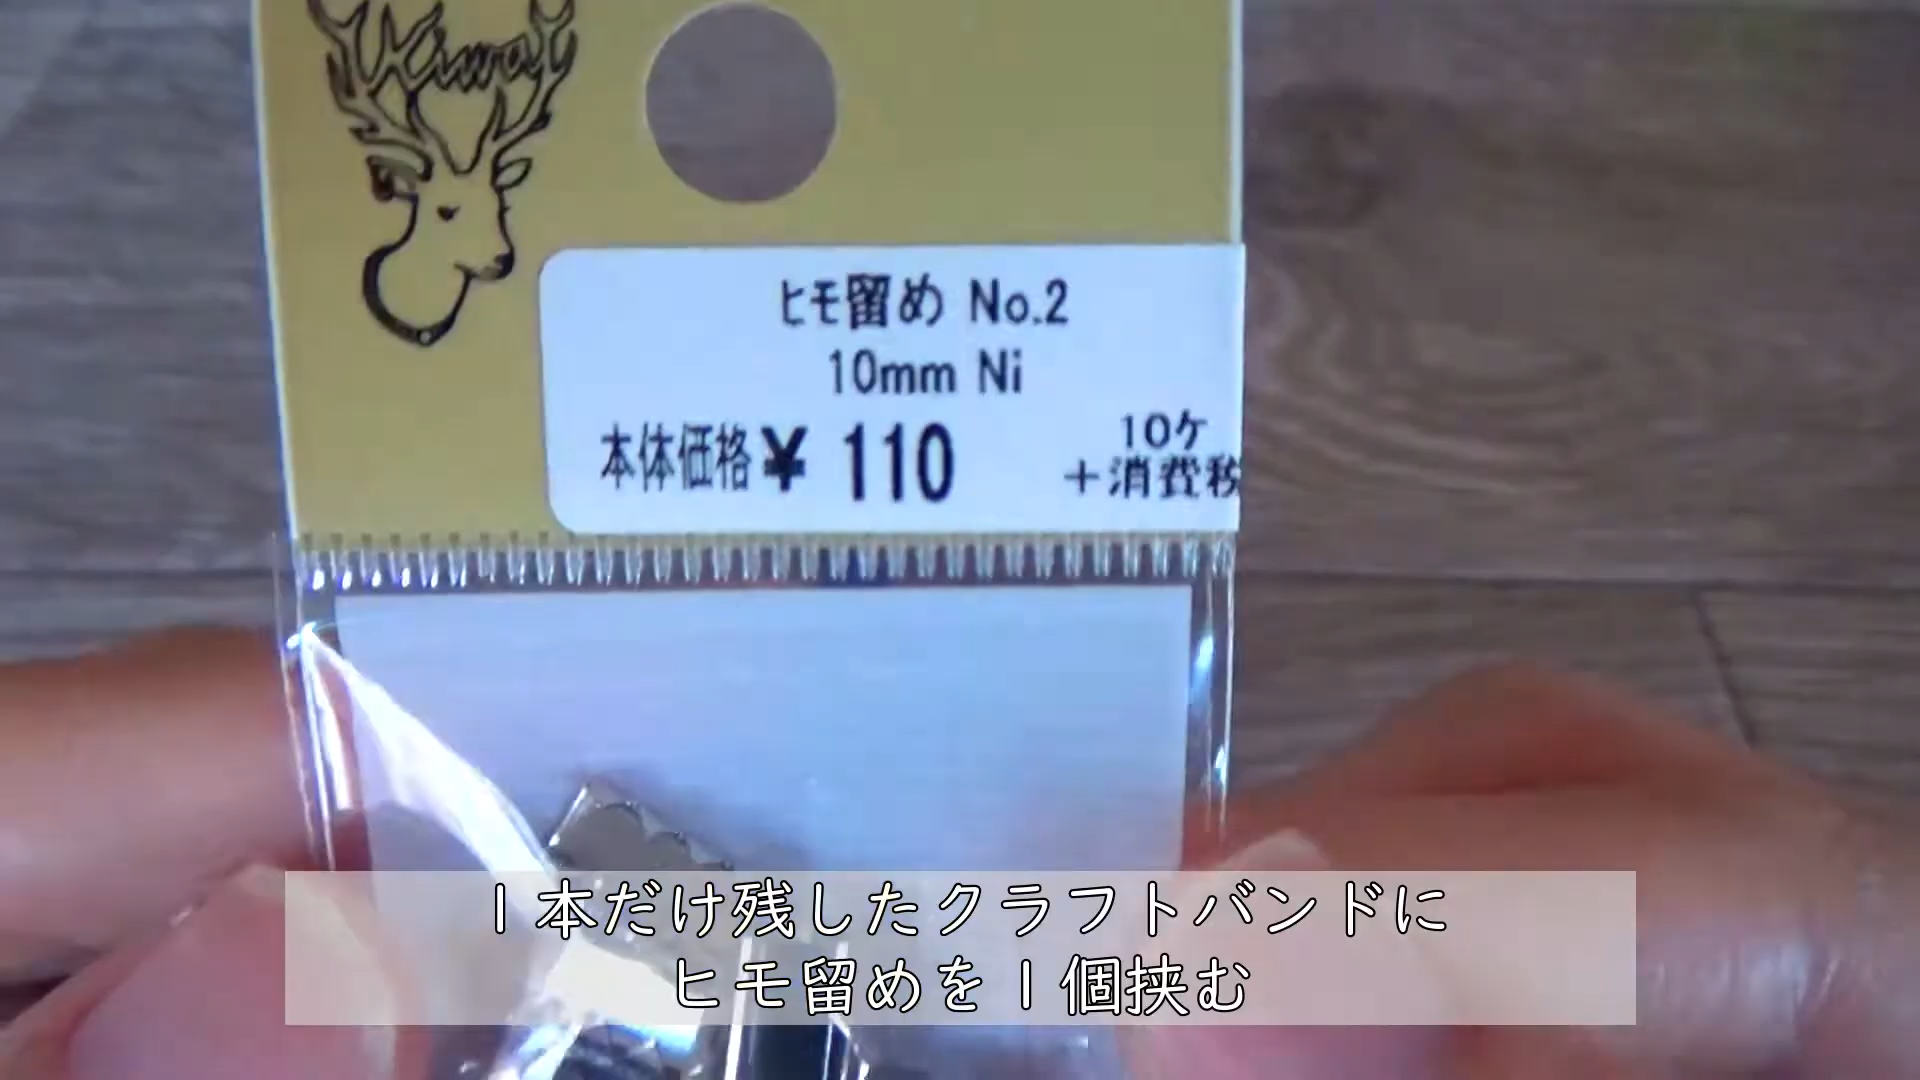 Kiwa
ヒモ留め No.2
10mm Ni
本体価格¥ 110
10ケ
+消費税
1本だけ残したクラフトバンドに
ヒモ留めを1個挟む